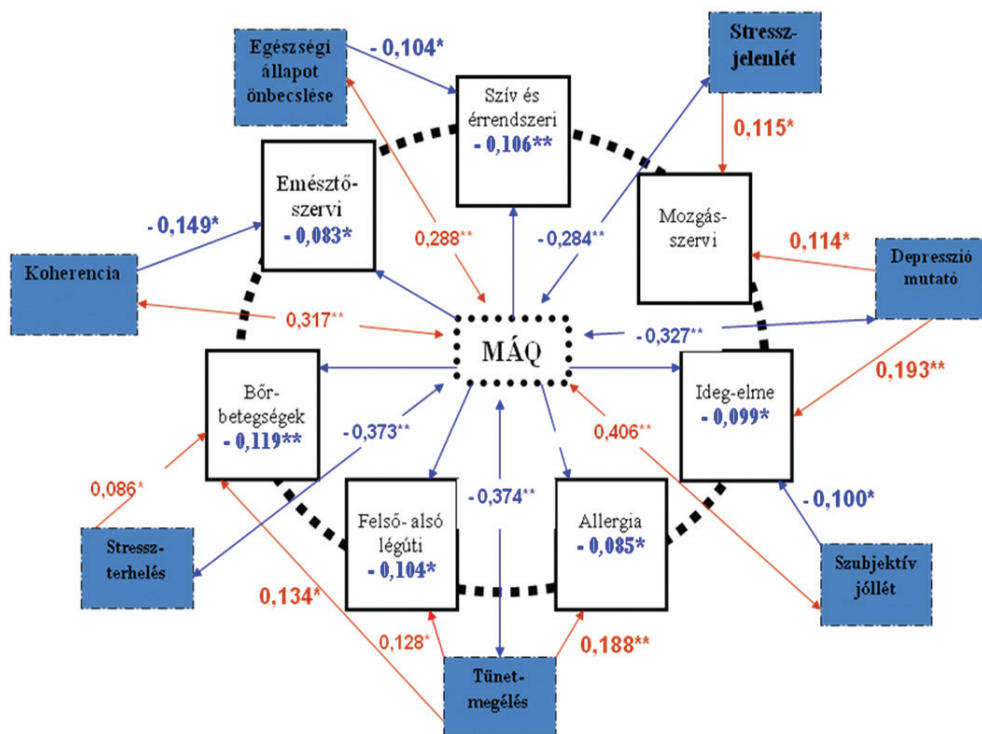 Egészségi
állapot
önbecslése
- 0,104*
Stressz-
jelenlét
Szív és
érrendszeri
- 0,106**
0,115*
Emésztő-
szervi
- 0,083*
Mozgás-
szervi
- 0,149*
0,288**
-0,284**
0,114*
Koherencia
Depresszió
mutató
0,317**
MÁQ
-0,327**
0,193**
Bőr-
betegségek
- 0,119**
Ideg-elme
- 0,099*
-0,373**
0,406**
0,086*
-0,374**
-0,100*
Felső- alsó
légúti
- 0,104*
Allergia
- 0,085*
Stressz-
terhelés
Szubjektív
jóllét
0,134*
0,128*
0,188**
Tünet-
megélés